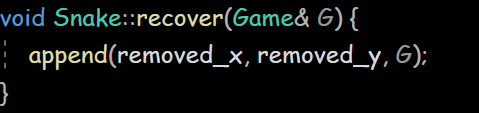 void Snake::recover(Game& G) {
append(removed_x, removed_y, G);
}